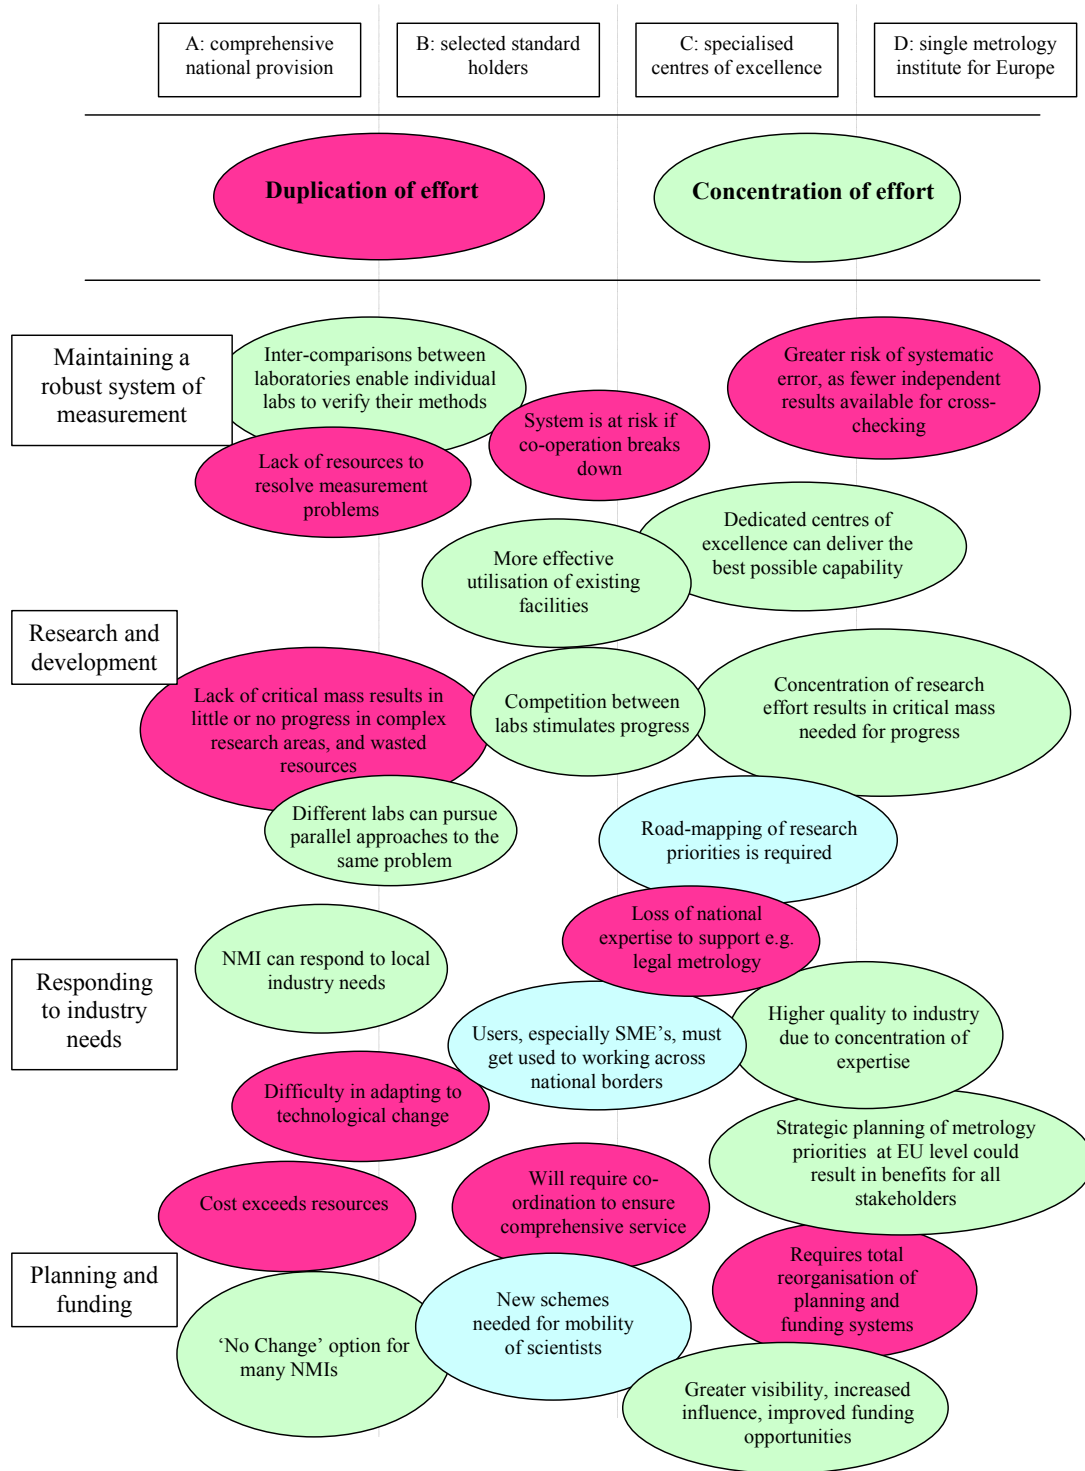 A: comprehensive
national provision
B: selected standard
holders
C: specialised
centres of excellence
D: single metrology
institute for Europe
Duplication of effort
Concentration of effort
Maintaining a
robust system of
measurement
Inter-comparisons between
laboratories enable individual
labs to verify their methods
Lack of resources to
resolve measurement
problems
System is at risk if
co-operation breaks
down
Greater risk of systematic
error, as fewer independent
results available for cross-
checking
More effective
utilisation of existing
facilities
Dedicated centres of
excellence can deliver the
best possible capability
Research and
development
Lack of critical mass results in
little or no progress in complex
research areas, and wasted
resources
Competition between
labs stimulates progress
Concentration of research
effort results in critical mass
needed for progress
Different labs can pursue
parallel approaches to the
same problem
Road-mapping of research
priorities is required
Loss of national
expertise to support e.g.
legal metrology
Responding
to industry
needs
NMI can respond to local
industry needs
Users, especially SME's, must
get used to working across
national borders
Higher quality to industry
due to concentration of
expertise
Difficulty in adapting to
technological change
Strategic planning of metrology
priorities at EU level could
result in benefits for all
stakeholders
Cost exceeds resources
Will require co-
ordination to ensure
comprehensive service
Planning and
funding
Requires total
reorganisation of
planning and
funding systems
‘No Change’ option for
many NMIs
New schemes
needed for mobility
of scientists
Greater visibility, increased
influence, improved funding
opportunities